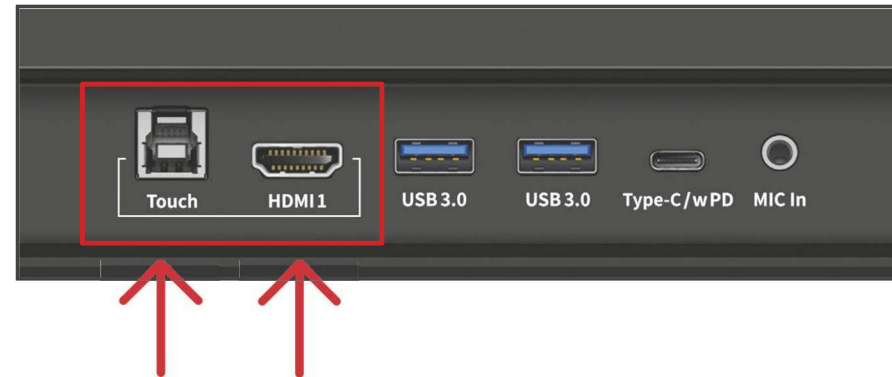 Touch
HDMI 1
USB 3.0
USB 3.0
Type-C/wPD
MIC In